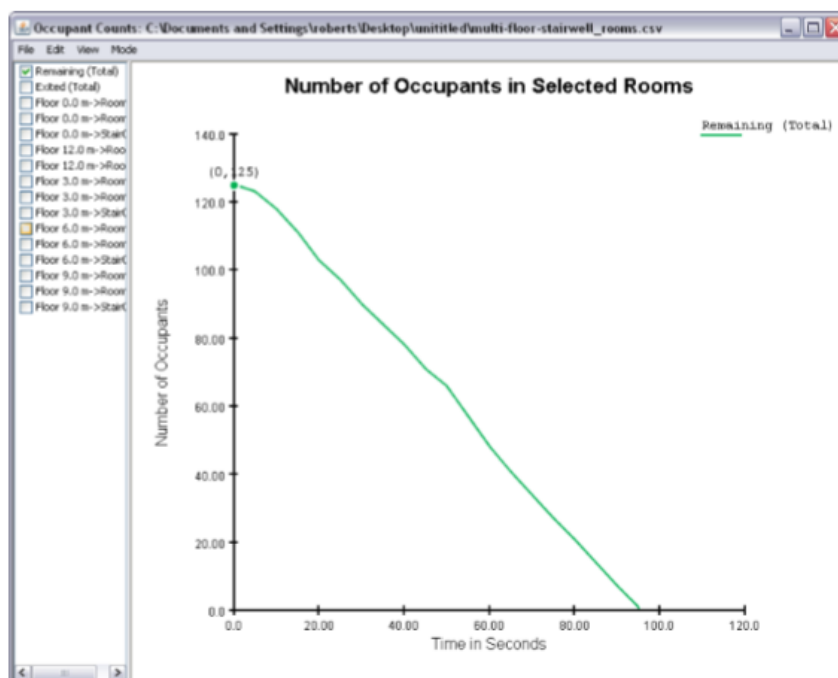 Occupant Counts: C:\Documents and Settings\roberts\Desktop\unititled\multi-floor-stairwell_rooms.csv
File Edit View Mode
Remaining (Total)
Exited (Total)
Floor 0.0 m->Room
Floor 0.0 m->Room
Floor 0.0 m->StairC
Floor 12.0 m->Roo
Floor 12.0 m->Roo
Floor 3.0 m->Room
Floor 3.0 m->Room
Floor 3.0 m->StairC
Floor 6.0 m->Room
Floor 6.0 m->Room
Floor 6.0 m->StairC
Floor 9.0 m->Room
Floor 9.0 m->Room
Floor 9.0 m->StairC
Number of Occupants in Selected Rooms
Remaining (Total)
140.0
(0,125)
120.0
100.0
80.00
60.00
40.00
20.00
0.0
Number of Occupants
0.0 20.00 40.00 60.00 80.00 100.0 120.0
Time in Seconds